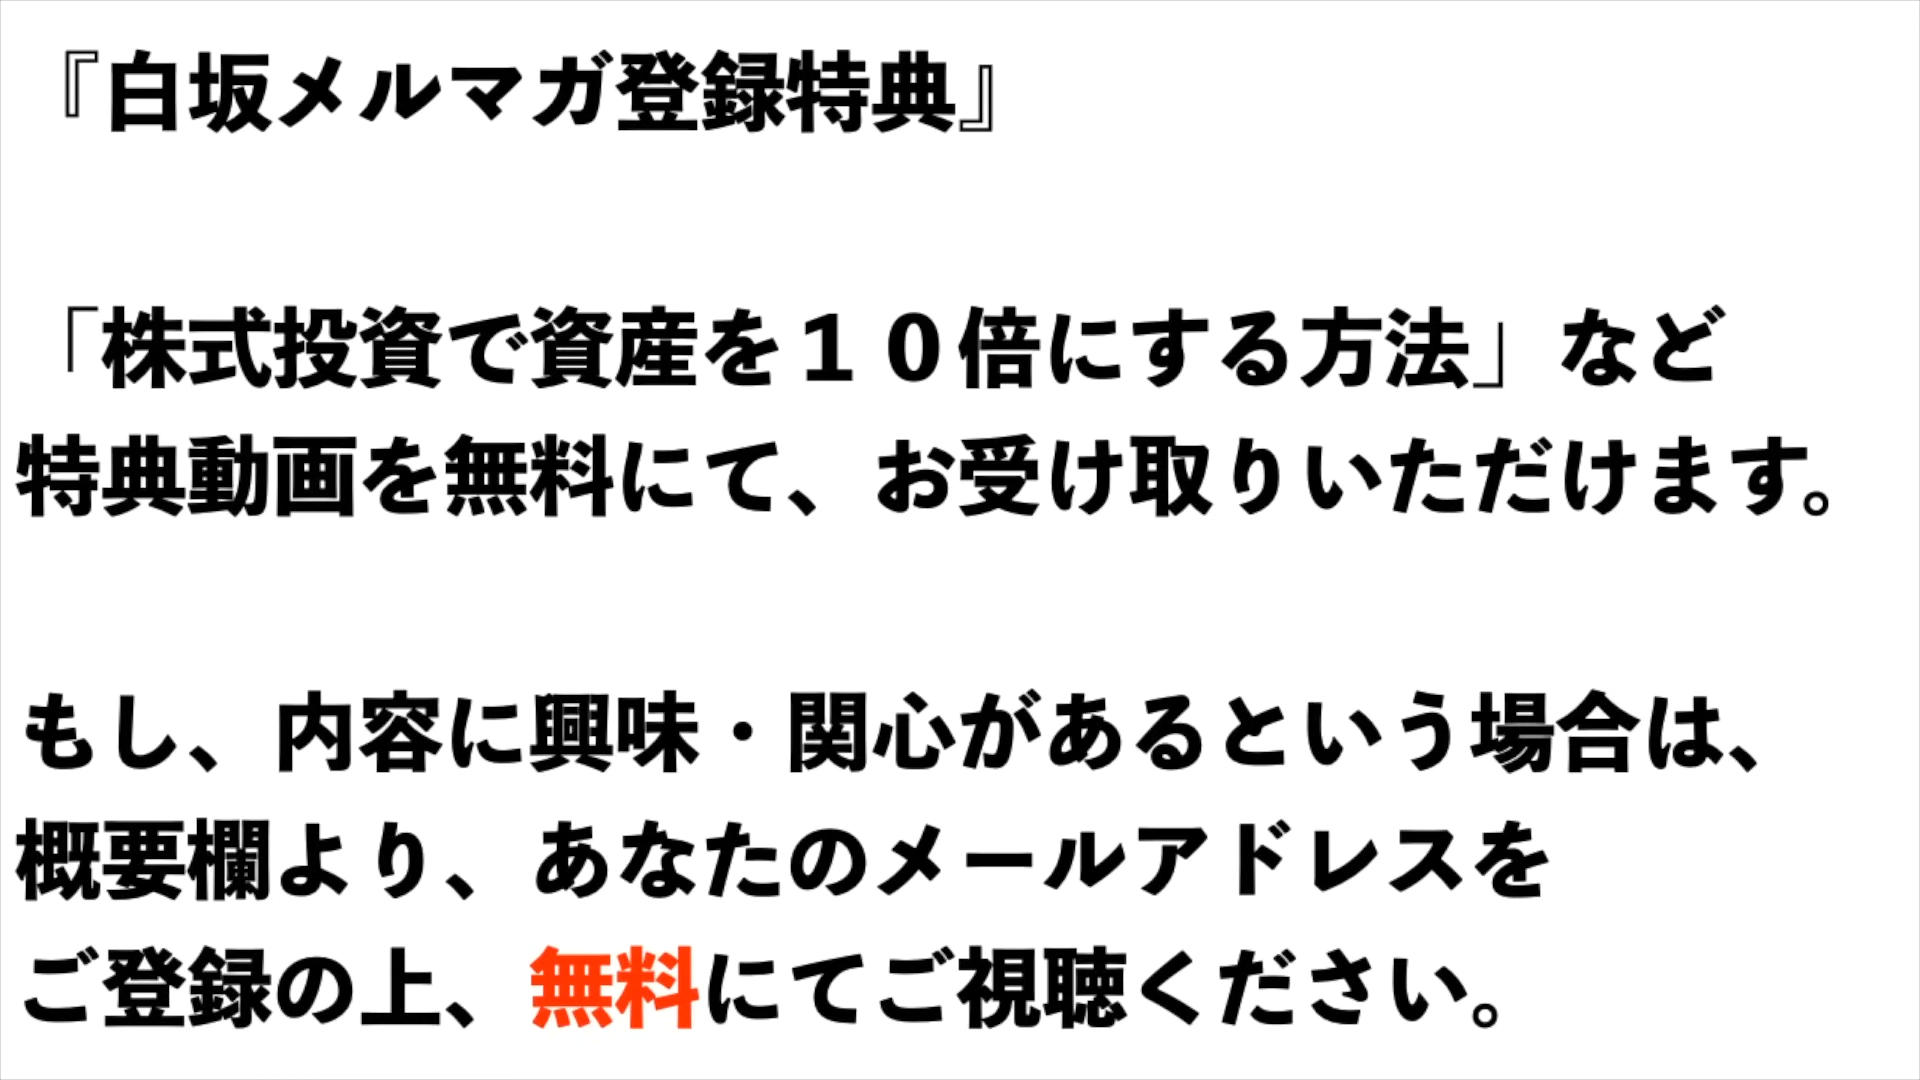 『白坂メルマガ登録特典』
「株式投資で資産を１０倍にする方法」など
特典動画を無料にて、お受け取りいただけます。
もし、内容に興味・関心があるという場合は、
概要欄より、あなたのメールアドレスを
ご登録の上、無料にてご視聴ください。